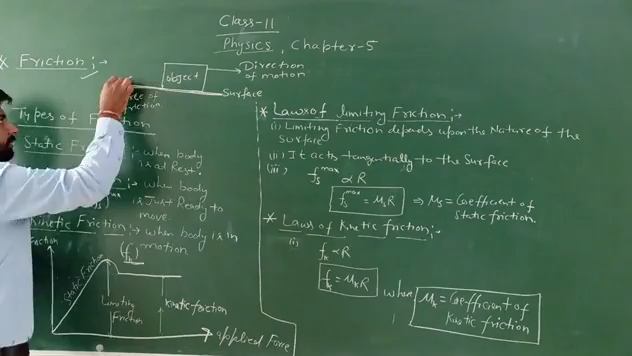 Class-11
Physics, Chapter-5
* Friction :→
object
Direction
of motion
Surface
Types of
Static
:→ When body
is at Rest.
:→ When body
is Just Ready to
move.
Kinetic Friction :→ When body is in
motion
(fk)
Static friction
Limiting
friction
Kinetic friction
applied Force
* Laws of limiting Friction :→
(i) Limiting Friction depends upon the Nature of the
Surface
(ii) It acts tangentially to the Surface
(iii) fs max ∝ R
fs max = μs R ⇒ μs = Coefficient of
static friction.
* Laws of Kinetic friction :→
(i) fk ∝ R
fk = μk R where μk = Coefficient of
Kinetic friction